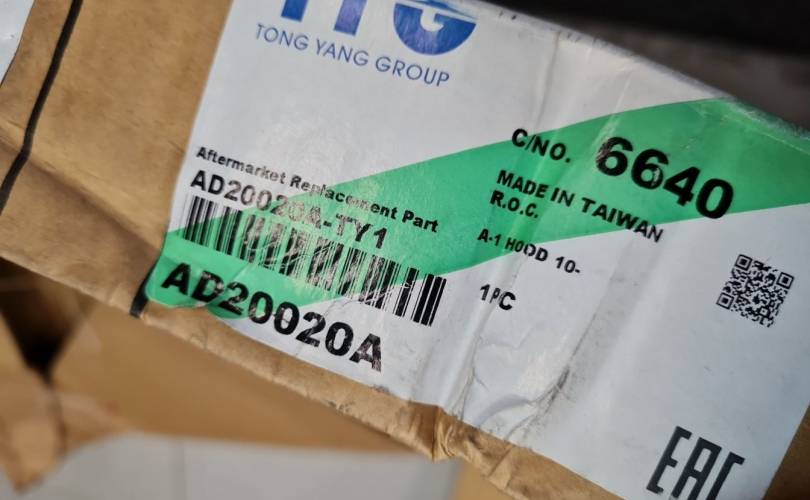 TYG
TONG YANG GROUP
C/NO. 6640
MADE IN TAIWAN
R.O.C.
A-1 HOOD 10-
1PC
Aftermarket Replacement Part
AD20020A-TY1
AD20020A
EAC